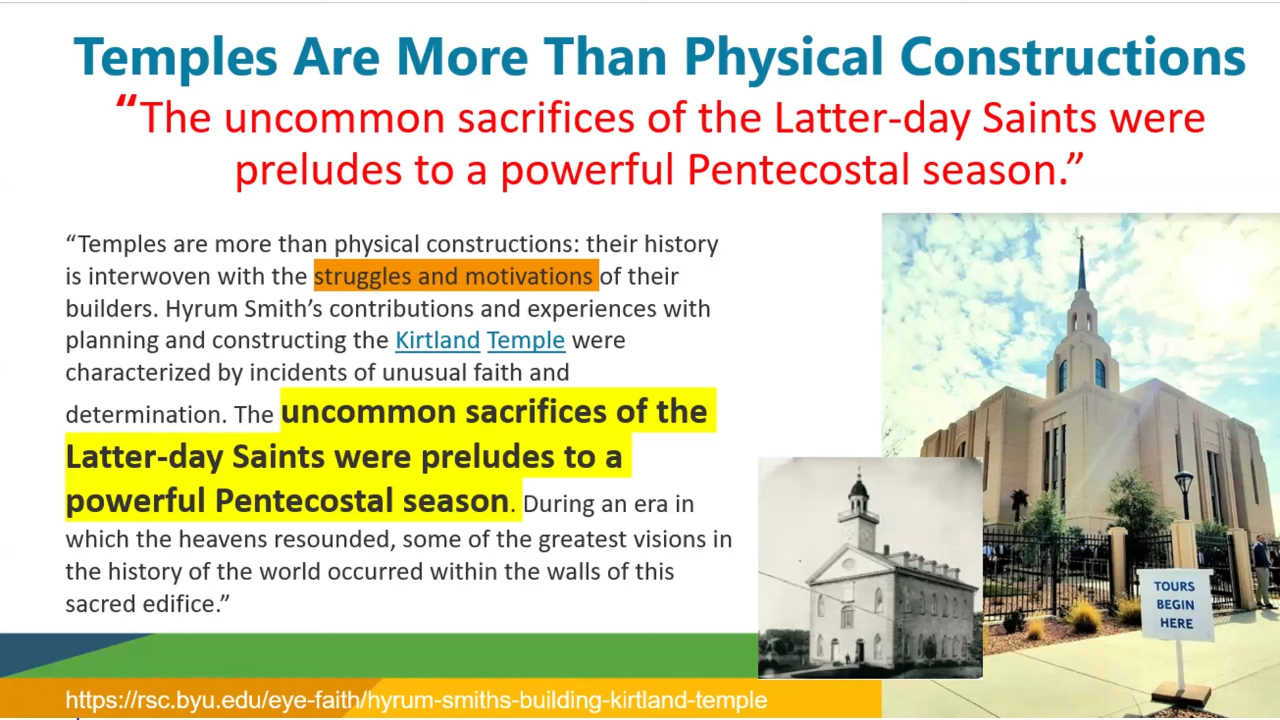 Temples Are More Than Physical Constructions
“The uncommon sacrifices of the Latter-day Saints were
preludes to a powerful Pentecostal season.”
“Temples are more than physical constructions: their history
is interwoven with the struggles and motivations of their
builders. Hyrum Smith’s contributions and experiences with
planning and constructing the Kirtland Temple were
characterized by incidents of unusual faith and
determination. The uncommon sacrifices of the
Latter-day Saints were preludes to a
powerful Pentecostal season. During an era in
which the heavens resounded, some of the greatest visions in
the history of the world occurred within the walls of this
sacred edifice.”
TOURS
BEGIN
HERE
https://rsc.byu.edu/eye-faith/hyrum-smiths-building-kirtland-temple